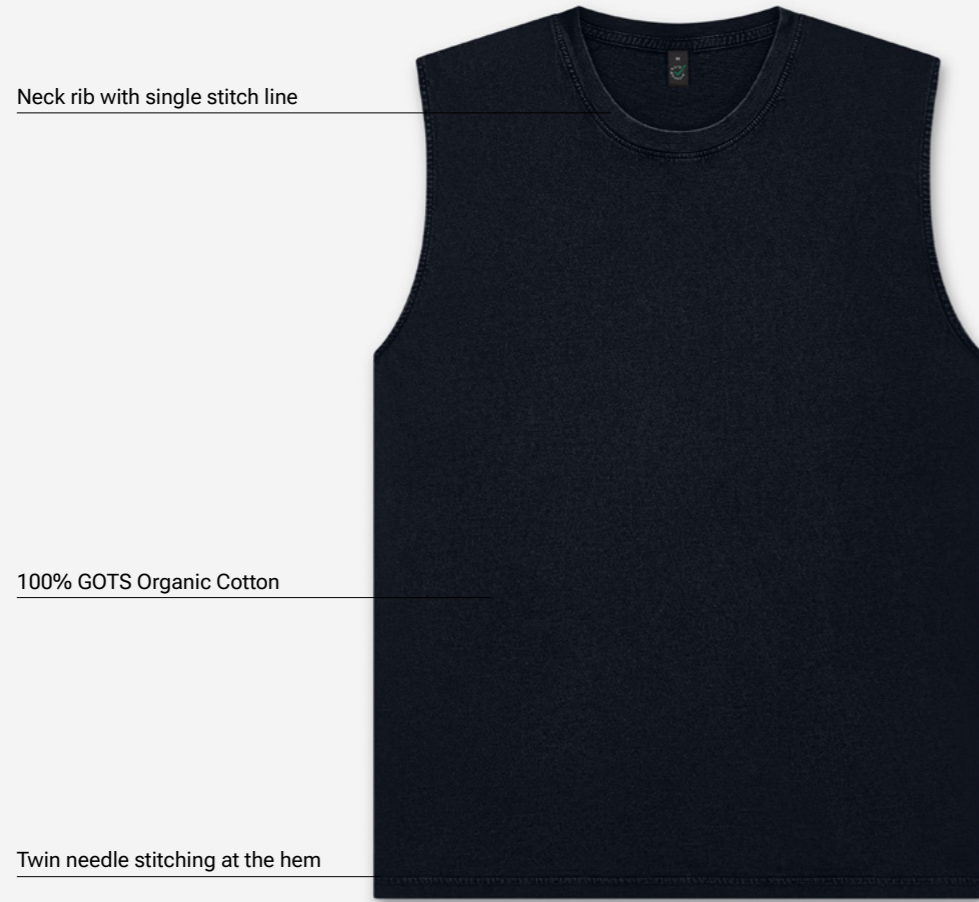 Neck rib with single stitch line
100% GOTS Organic Cotton
Twin needle stitching at the hem